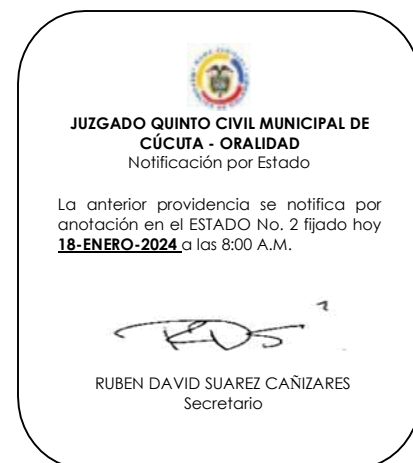 JUZGADO QUINTO CIVIL MUNICIPAL DE
CÚCUTA - ORALIDAD
Notificación por Estado
La anterior providencia se notifica por
anotación en el ESTADO No. 2 fijado hoy
18-ENERO-2024 a las 8:00 A.M.
RUBEN DAVID SUAREZ CAÑIZARES
Secretario